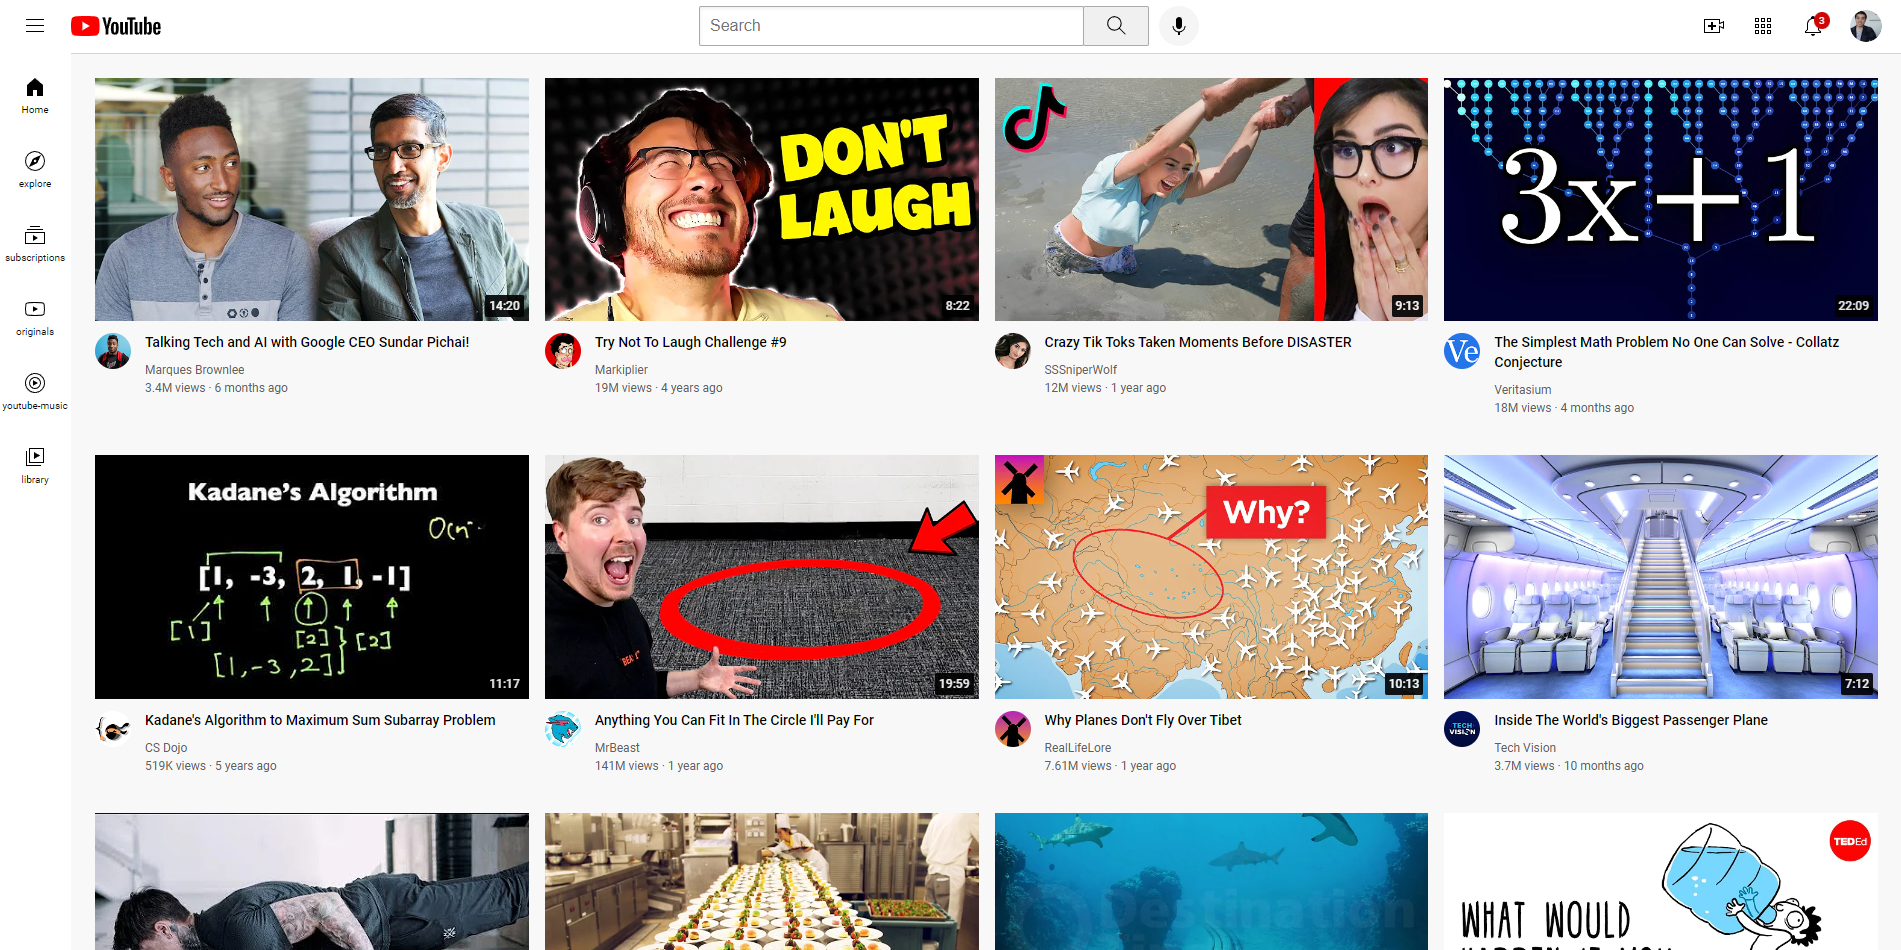 YouTube
Search
3
Home
explore
subscriptions
originals
youtube-music
library
14:20
Talking Tech and AI with Google CEO Sundar Pichai!
Marques Brownlee
3.4M views · 6 months ago
DON'T
LAUGH
8:22
Try Not To Laugh Challenge #9
Markiplier
19M views · 4 years ago
9:13
Crazy Tik Toks Taken Moments Before DISASTER
SSSniperWolf
12M views · 1 year ago
3x+1
22:09
Ve
The Simplest Math Problem No One Can Solve - Collatz
Conjecture
Veritasium
18M views · 4 months ago
Kadane's Algorithm
[1, -3, 2, 1, -1]
[1]
[2]
[2]
[1, -3, 2]
11:17
Kadane's Algorithm to Maximum Sum Subarray Problem
CS Dojo
519K views · 5 years ago
19:59
Anything You Can Fit In The Circle I'll Pay For
MrBeast
141M views · 1 year ago
Why?
10:13
Why Planes Don't Fly Over Tibet
RealLifeLore
7.61M views · 1 year ago
7:12
TECH
VISION
Inside The World's Biggest Passenger Plane
Tech Vision
3.7M views · 10 months ago
Destination
TED Ed
WHAT WOULD